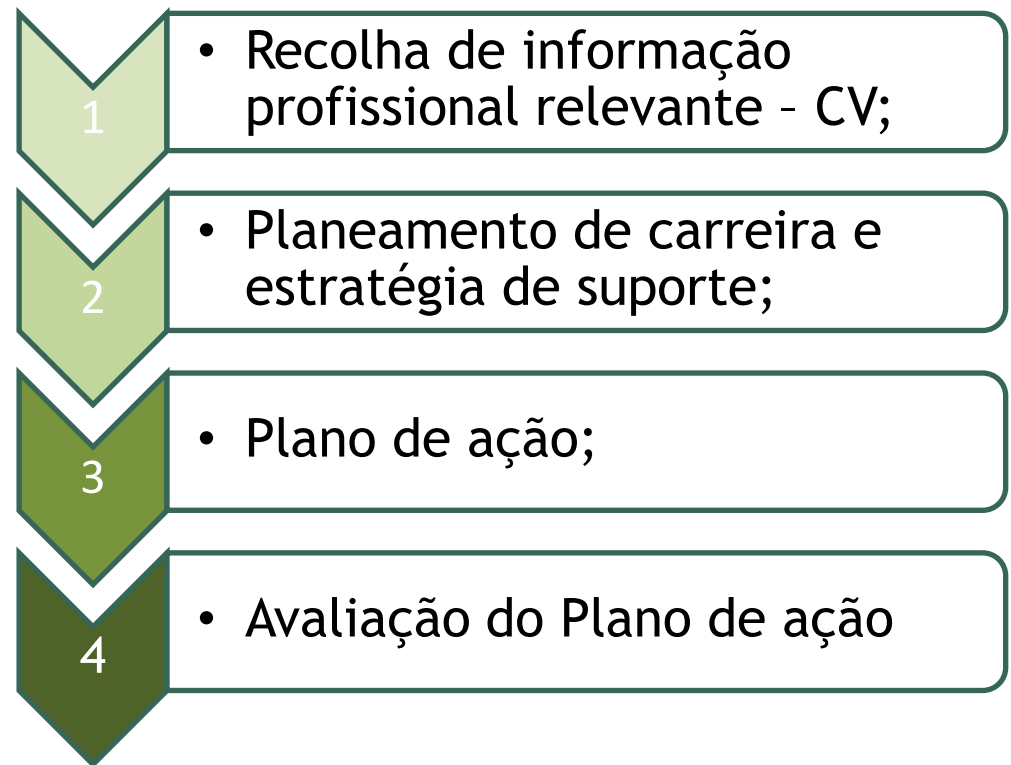 1
• Recolha de informação
profissional relevante – CV;
2
• Planeamento de carreira e
estratégia de suporte;
3
• Plano de ação;
4
• Avaliação do Plano de ação